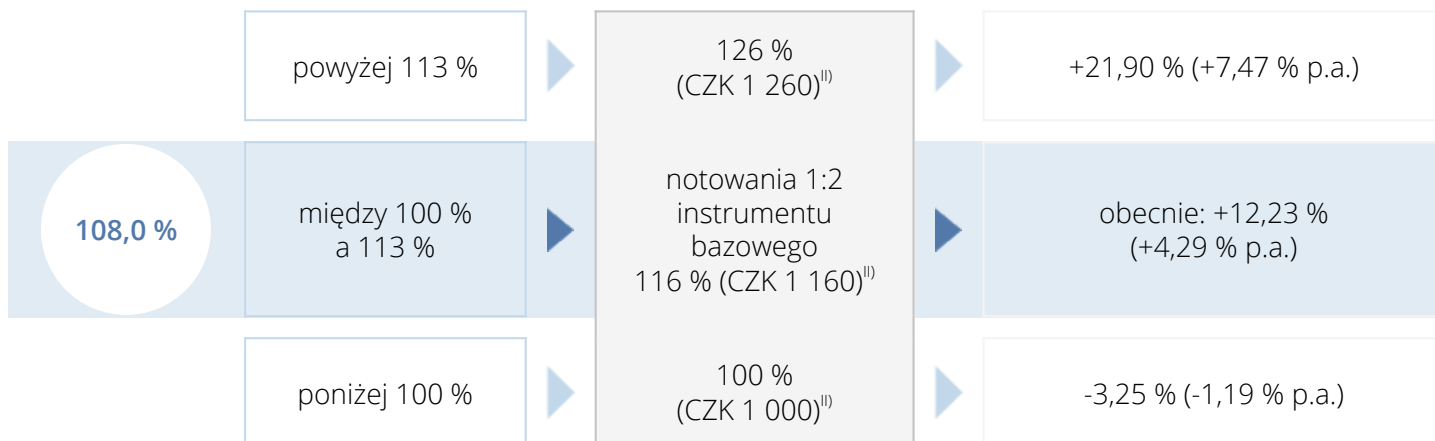 powyżej 113 %
126 %
(CZK 1 260)II)
+21,90 % (+7,47 % p.a.)
108,0 %
między 100 %
a 113 %
notowania 1:2
instrumentu
bazowego
116 % (CZK 1 160)II)
obecnie: +12,23 %
(+4,29 % p.a.)
poniżej 100 %
100 %
(CZK 1 000)II)
-3,25 % (-1,19 % p.a.)